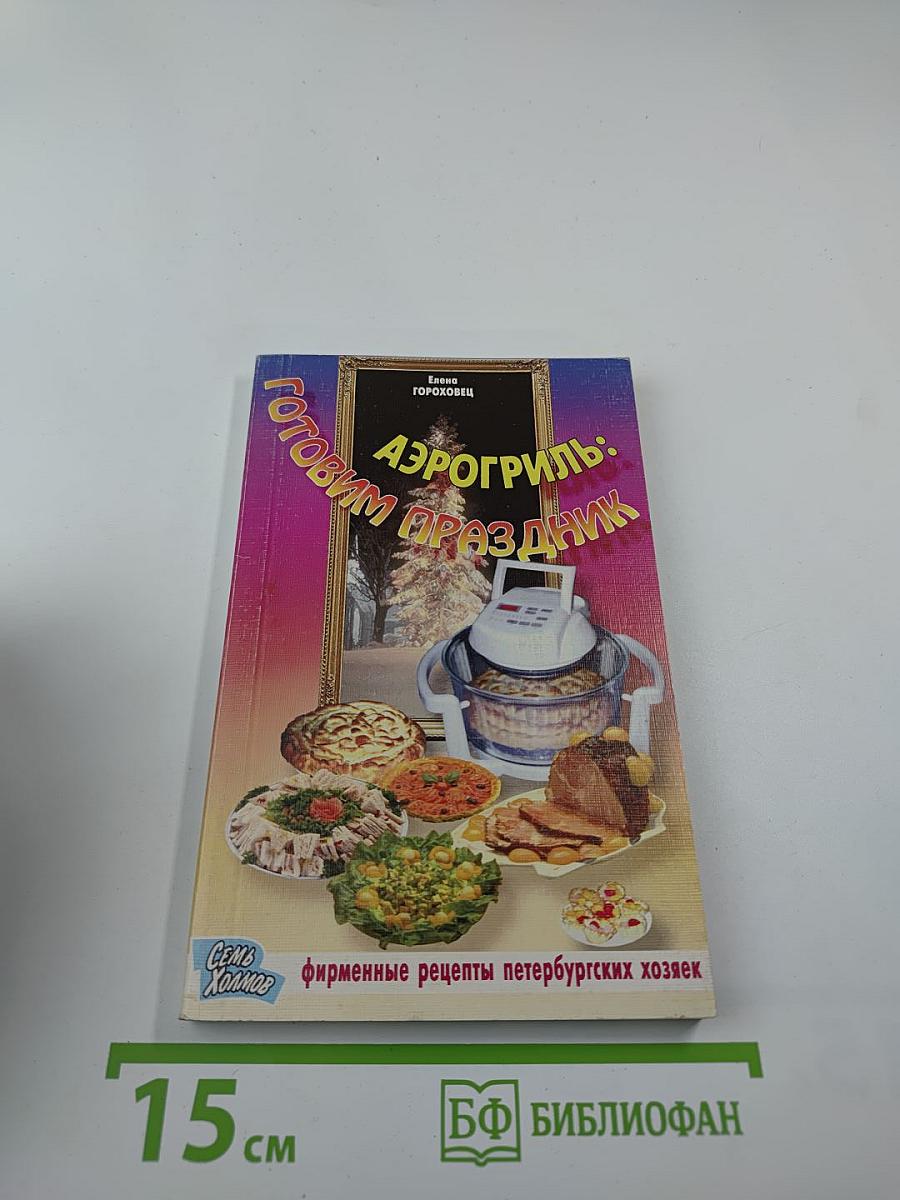 Елена
ГОРОХОВЕЦ
АЭРОГРИЛЬ:
ГОТОВИМ ПРАЗДНИК
Семь
Холмов
фирменные рецепты петербургских хозяек
15 см
БФ БИБЛИОФАН